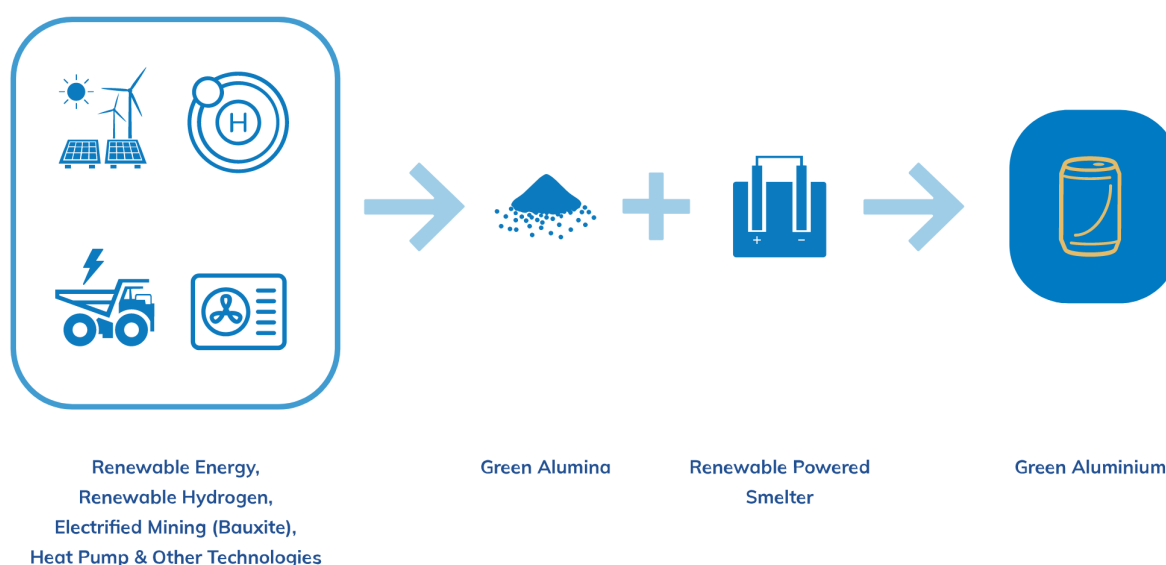 H
+
−
Renewable Energy,
Renewable Hydrogen,
Electrified Mining (Bauxite),
Heat Pump & Other Technologies
Green Alumina
Renewable Powered
Smelter
Green Aluminium